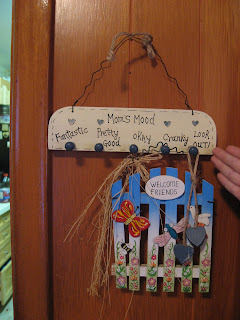 Mom's Mood
Fantastic Pretty Good Okay Cranky Look Out!
WELCOME
FRIENDS